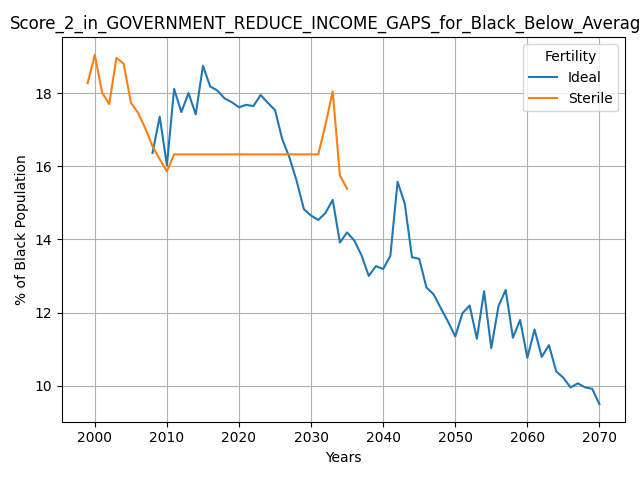 Score_2_in_GOVERNMENT_REDUCE_INCOME_GAPS_for_Black_Below_Averag
Fertility
Ideal
Sterile
% of Black Population
18
16
14
12
10
2000 2010 2020 2030 2040 2050 2060 2070
Years